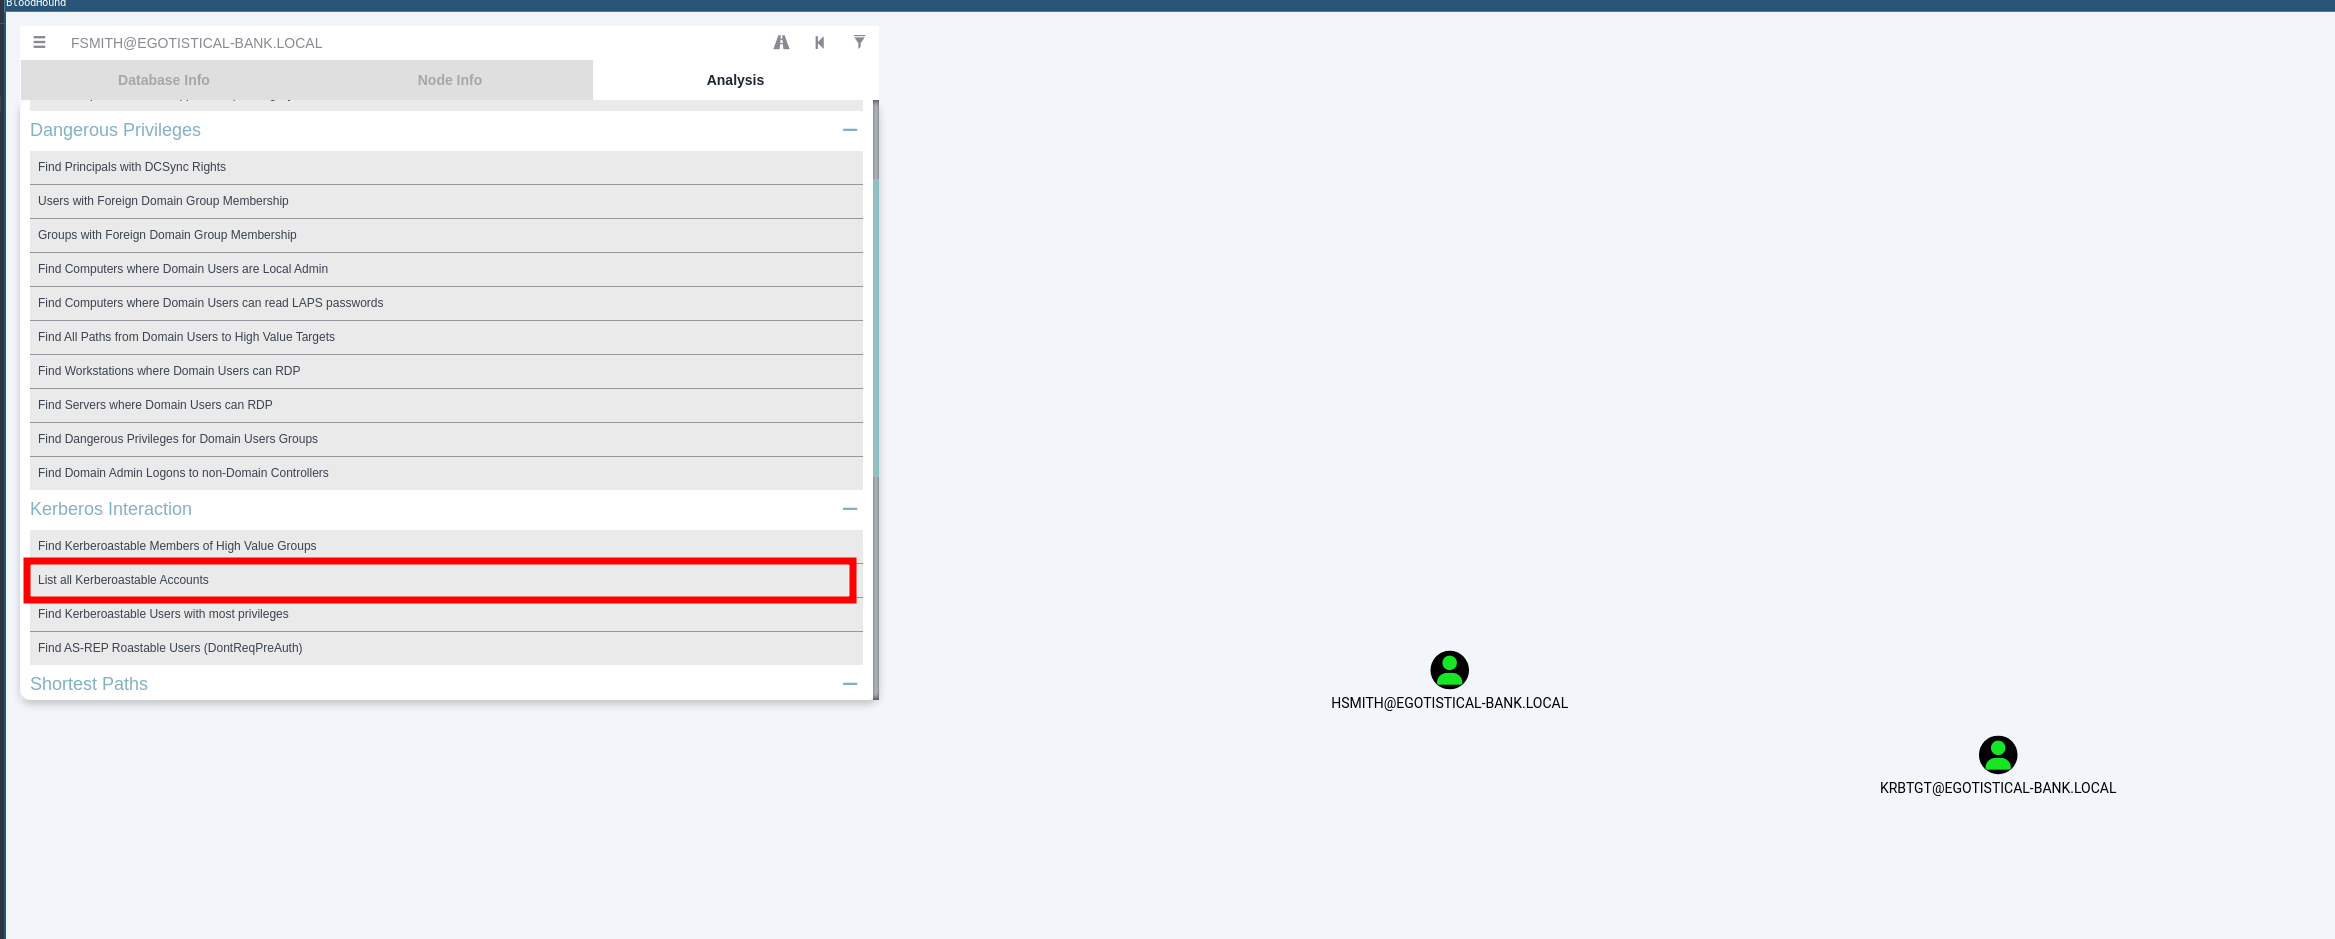 BloodHound
FSMITH@EGOTISTICAL-BANK.LOCAL
Database Info
Node Info
Analysis
Dangerous Privileges
Find Principals with DCSync Rights
Users with Foreign Domain Group Membership
Groups with Foreign Domain Group Membership
Find Computers where Domain Users are Local Admin
Find Computers where Domain Users can read LAPS passwords
Find All Paths from Domain Users to High Value Targets
Find Workstations where Domain Users can RDP
Find Servers where Domain Users can RDP
Find Dangerous Privileges for Domain Users Groups
Find Domain Admin Logons to non-Domain Controllers
Kerberos Interaction
Find Kerberoastable Members of High Value Groups
List all Kerberoastable Accounts
Find Kerberoastable Users with most privileges
Find AS-REP Roastable Users (DontReqPreAuth)
Shortest Paths
HSMITH@EGOTISTICAL-BANK.LOCAL
KRBTGT@EGOTISTICAL-BANK.LOCAL